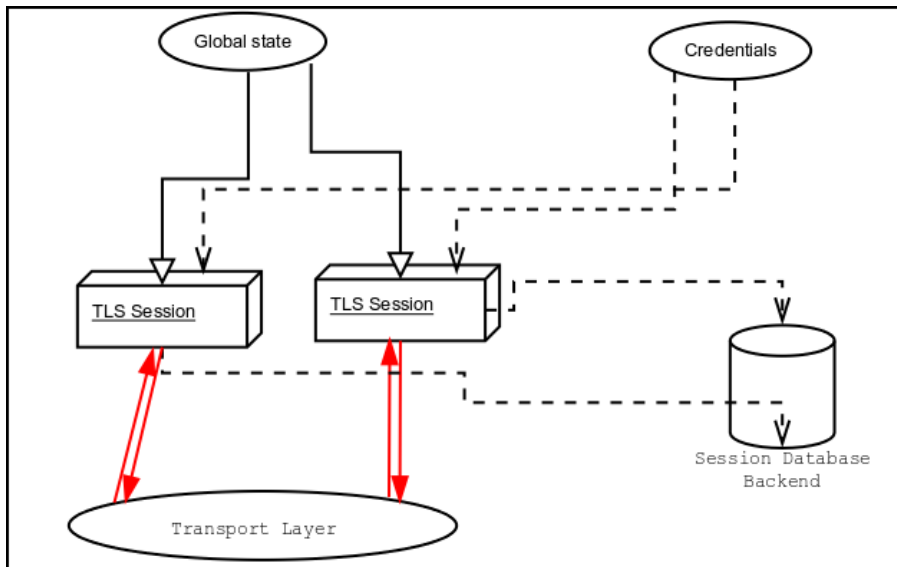 Global state
Credentials
TLS Session
TLS Session
Session Database
Backend
Transport Layer